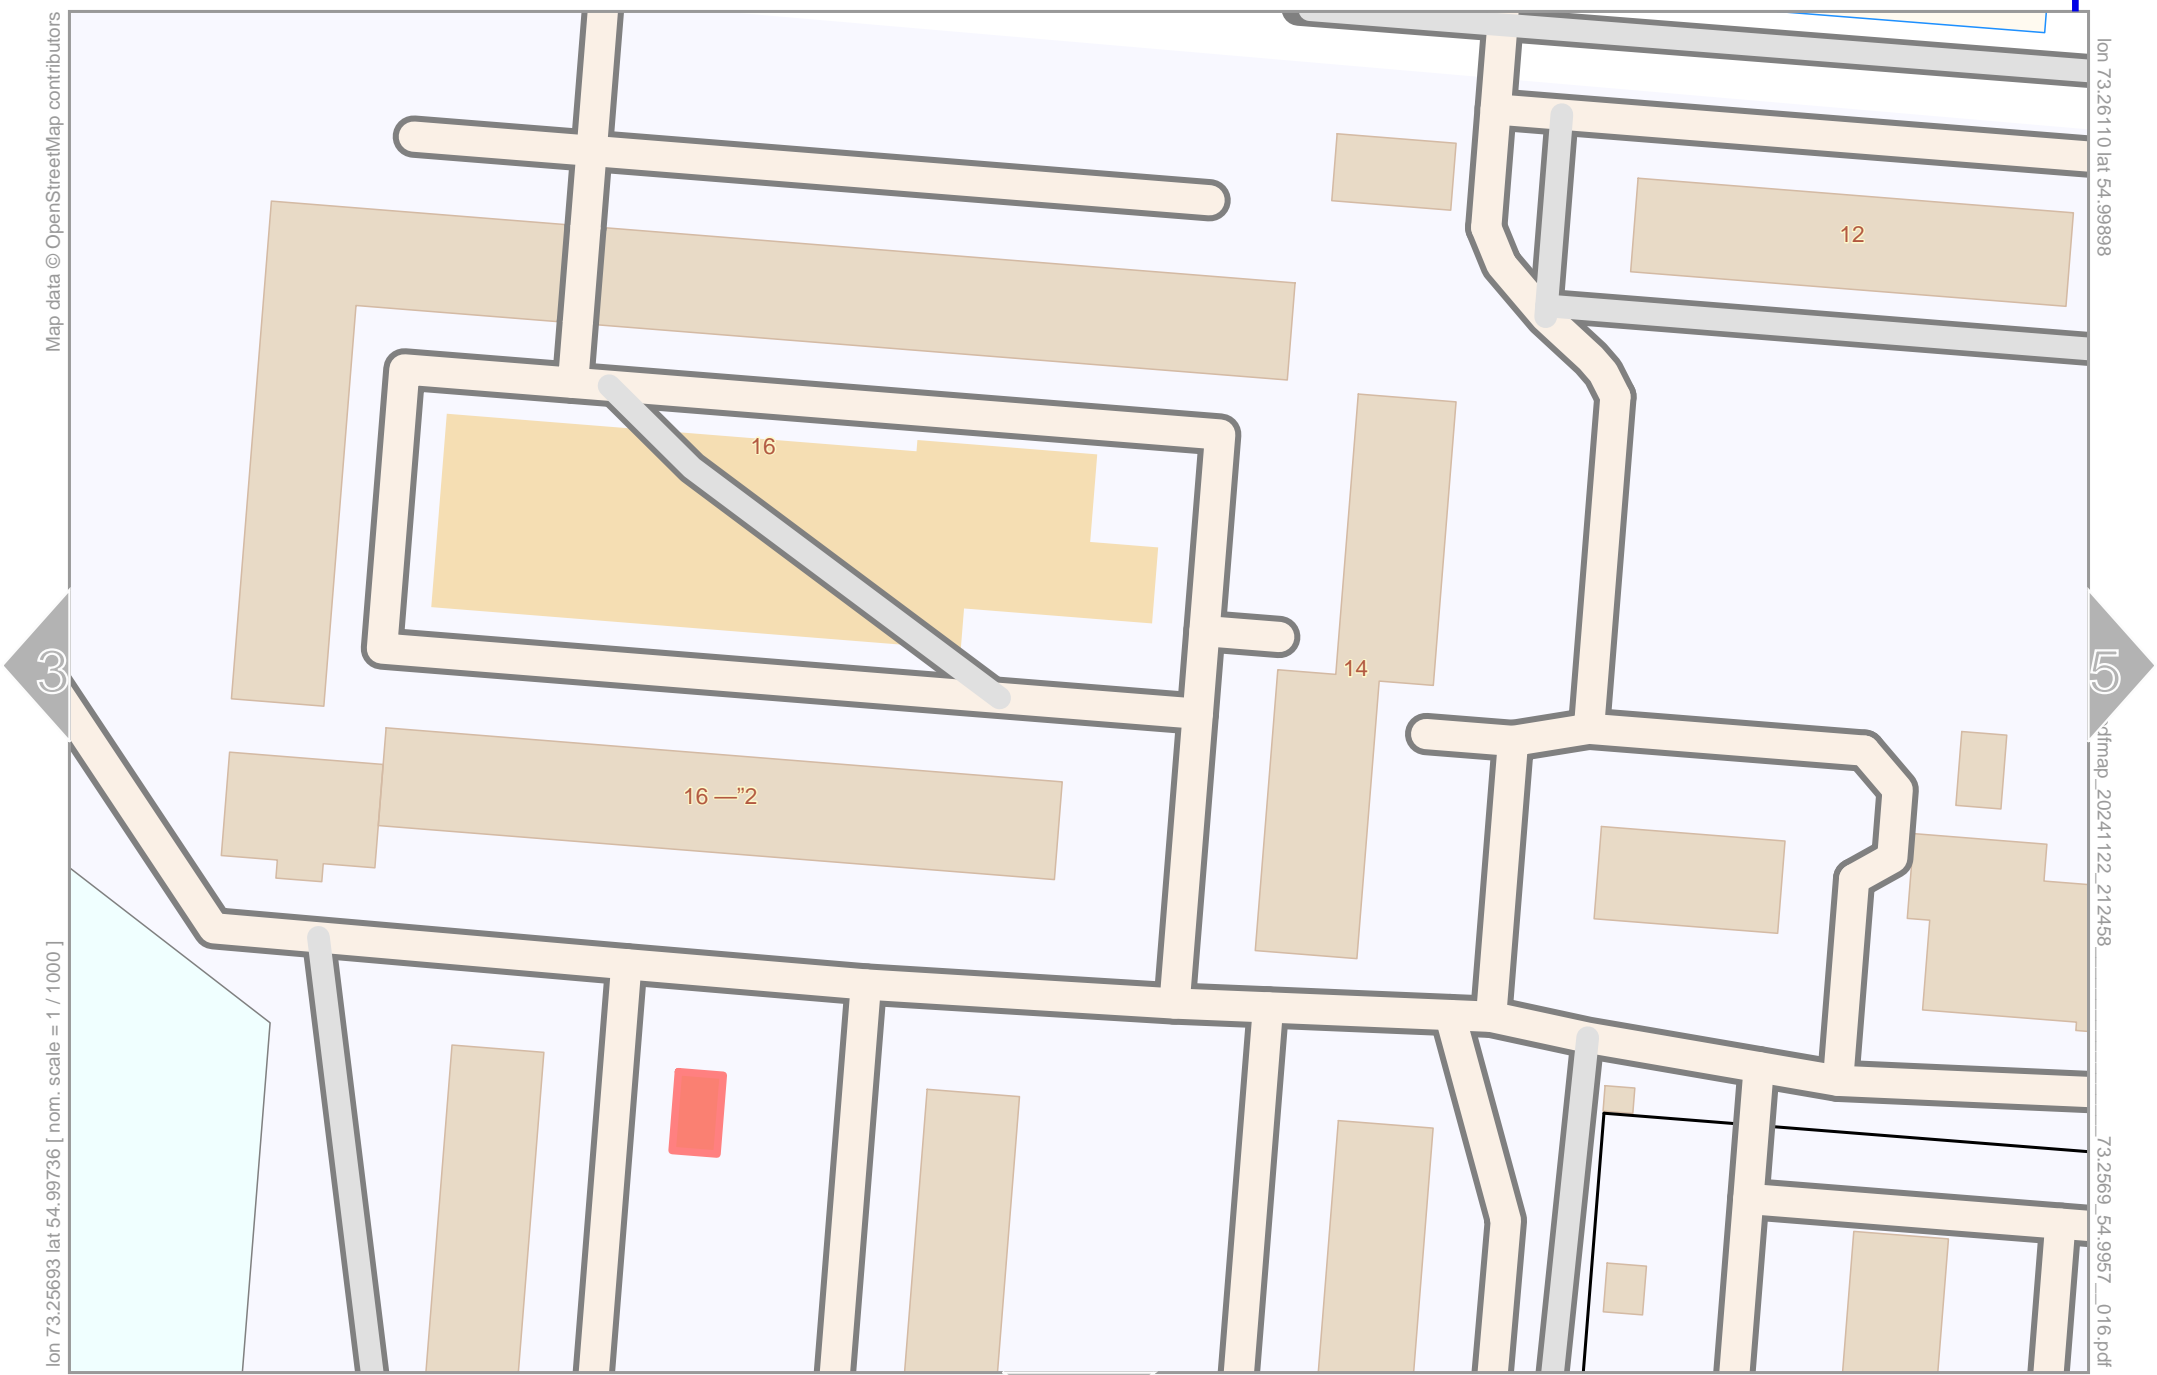 Map data © OpenStreetMap contributors
lon 73.26110 lat 54.99898
12
16
3
14
5
16 —”2
lon 73.25693 lat 54.99736 [ nom. scale = 1 / 1000 ]
73.2569_54.9957__016.pdf